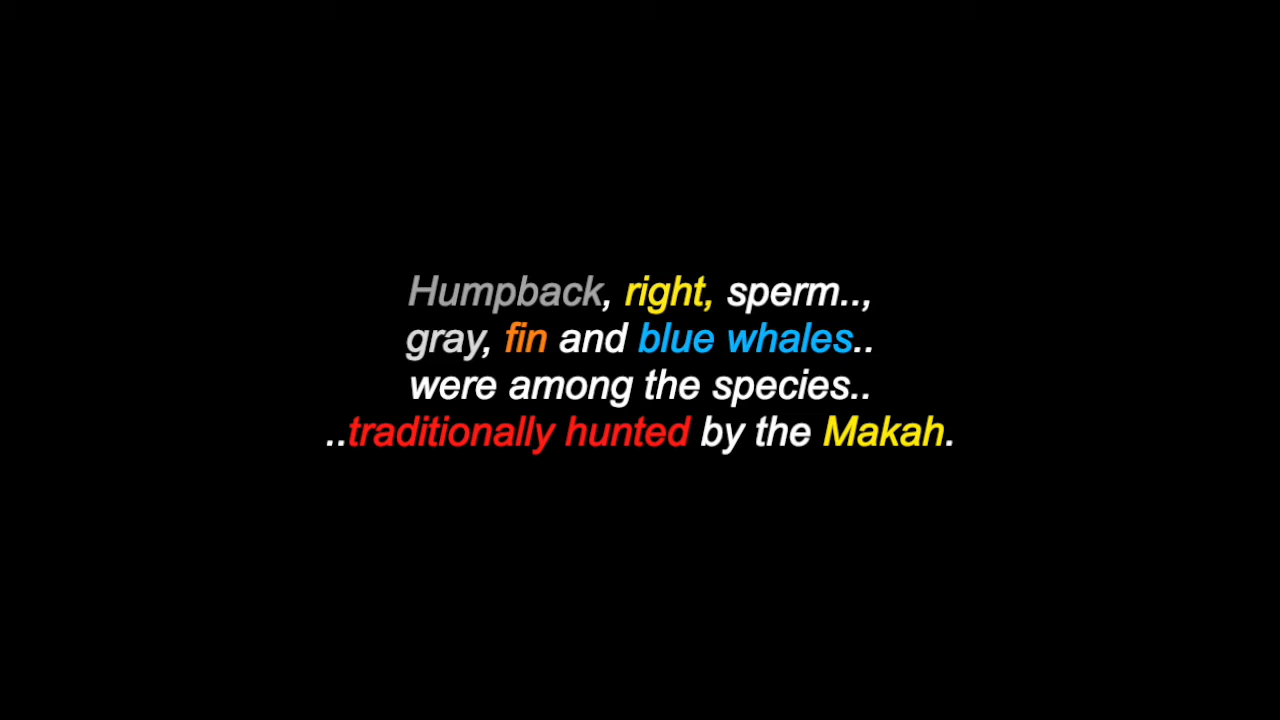 Humpback, right, sperm..,
gray, fin and blue whales..
were among the species..
..traditionally hunted by the Makah.